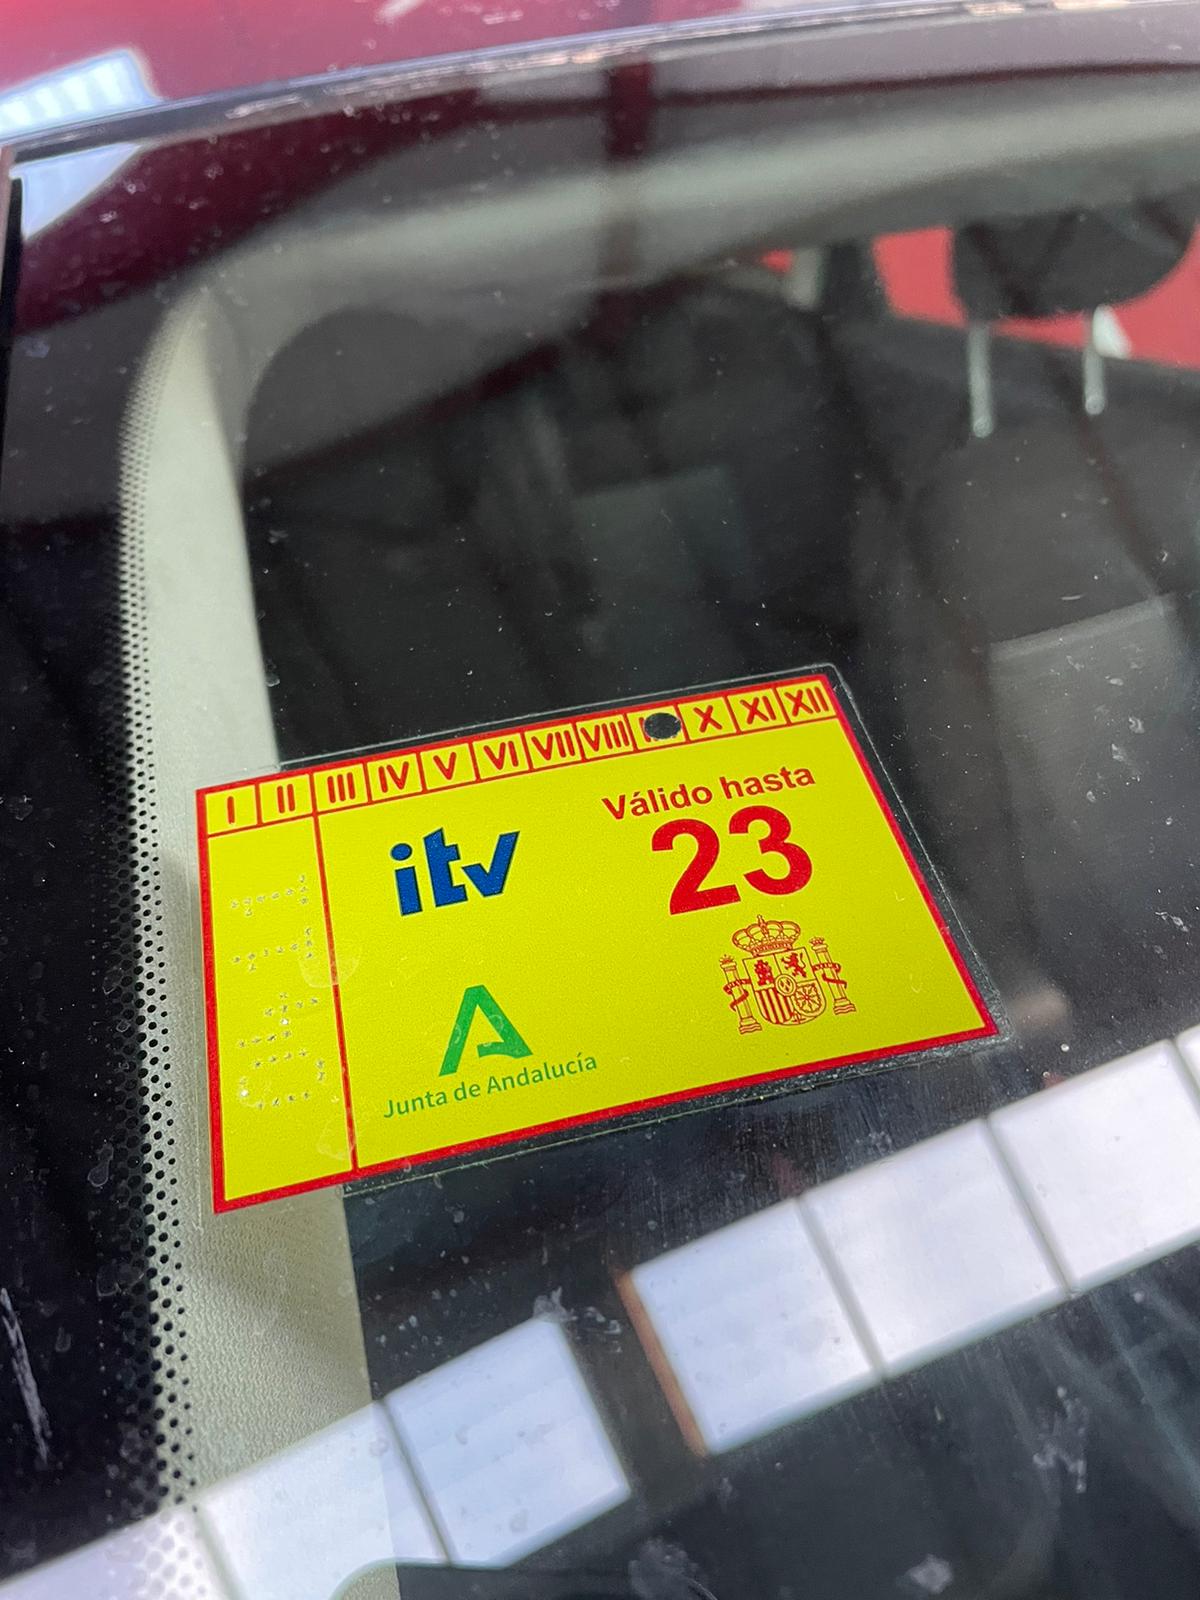 I II III IV V VI VII VIII X XI XII
Válido hasta
23
itv
Junta de Andalucía